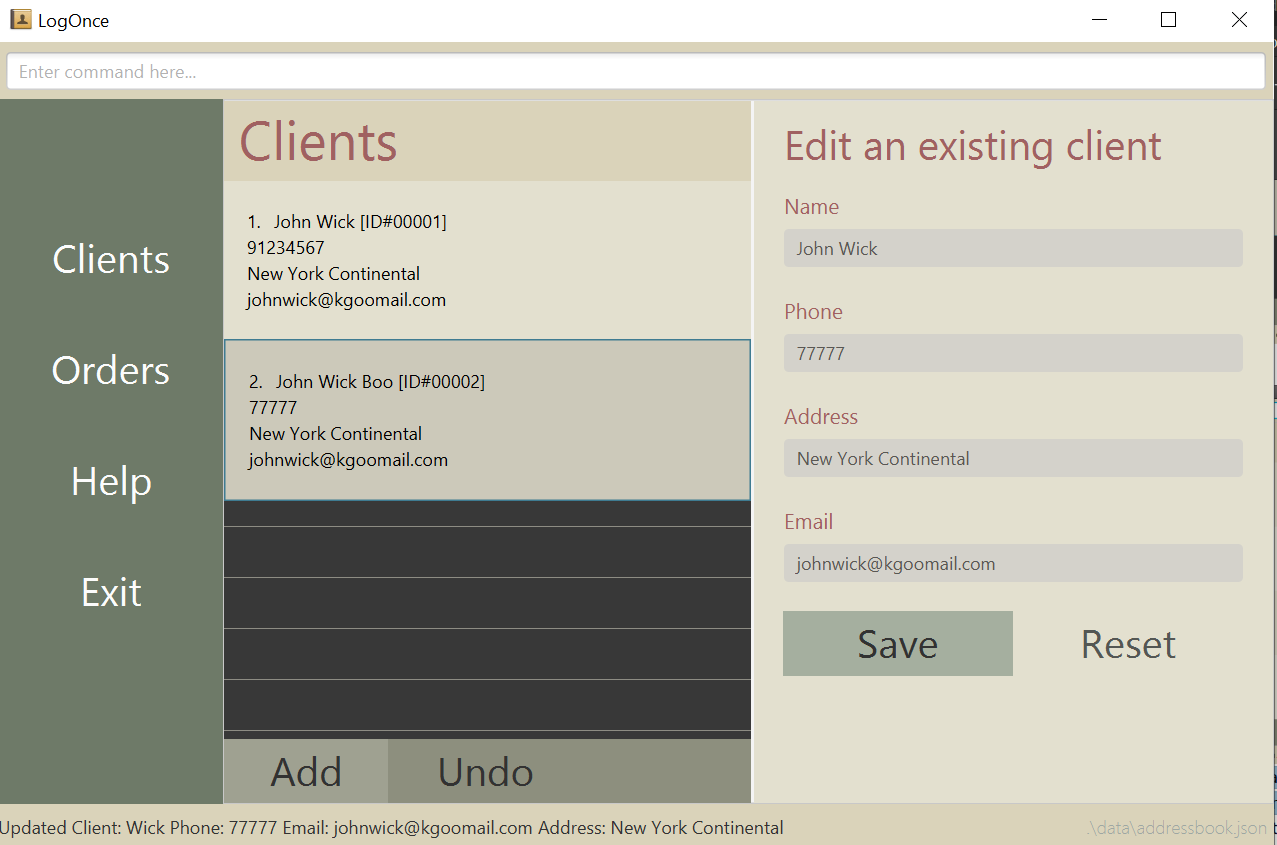 LogOnce
Enter command here...
Clients
Orders
Help
Exit
Clients
1. John Wick [ID#00001]
91234567
New York Continental
johnwick@kgoomail.com
2. John Wick Boo [ID#00002]
77777
New York Continental
johnwick@kgoomail.com
Add
Undo
Edit an existing client
Name
John Wick
Phone
77777
Address
New York Continental
Email
johnwick@kgoomail.com
Save
Reset
Updated Client: Wick Phone: 77777 Email: johnwick@kgoomail.com Address: New York Continental
.\data\addressbook.json